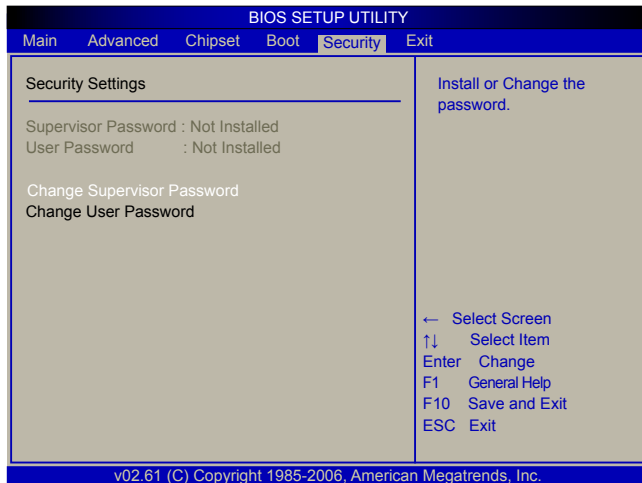 BIOS SETUP UTILITY
Main Advanced Chipset Boot Security Exit
Security Settings
Supervisor Password : Not Installed
User Password : Not Installed
Change Supervisor Password
Change User Password
Install or Change the
password.
← Select Screen
↑↓ Select Item
Enter Change
F1 General Help
F10 Save and Exit
ESC Exit
v02.61 (C) Copyright 1985-2006, American Megatrends, Inc.